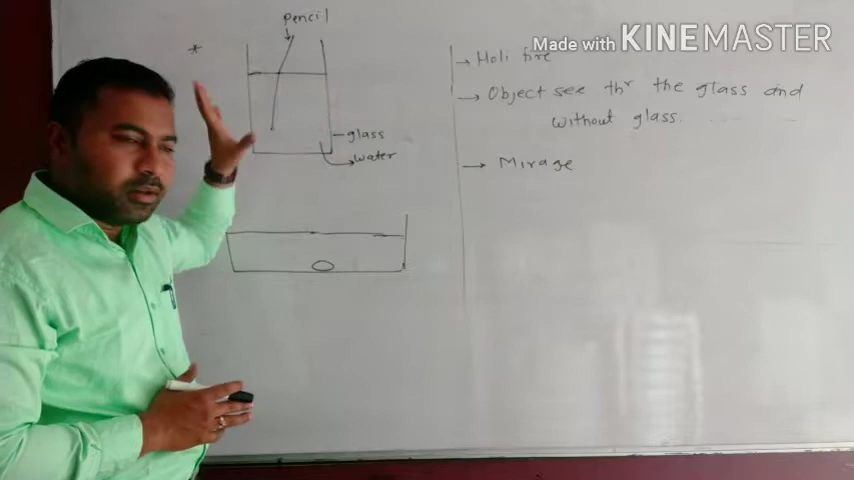 Made with KINEMASTER
pencil
*
glass
water
→ Holi fire
→ Object see thr the glass and
without glass.
→ Mirage